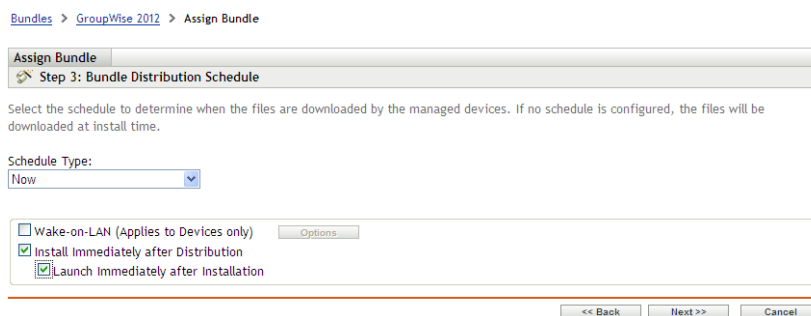 Bundles > GroupWise 2012 > Assign Bundle
Assign Bundle
Step 3: Bundle Distribution Schedule
Select the schedule to determine when the files are downloaded by the managed devices. If no schedule is configured, the files will be
downloaded at install time.
Schedule Type:
Now
Wake-on-LAN (Applies to Devices only) Options
Install Immediately after Distribution
Launch Immediately after Installation
<< Back Next >> Cancel